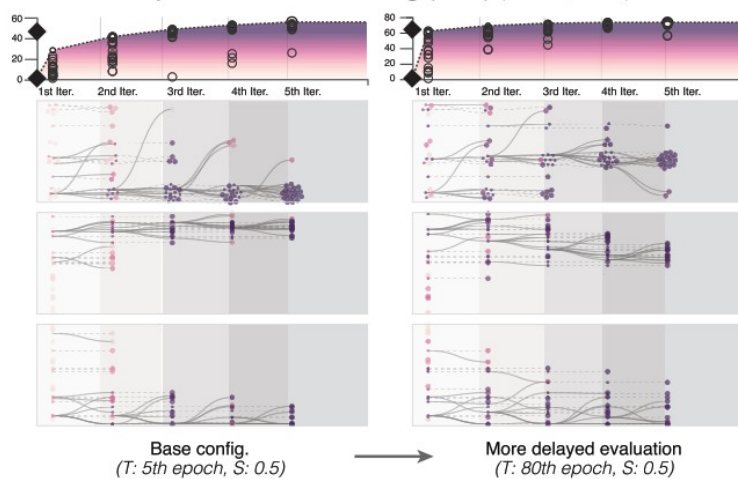 60
40
20
0
1st Iter. 2nd Iter. 3rd Iter. 4th Iter. 5th Iter.
80
60
40
20
0
1st Iter. 2nd Iter. 3rd Iter. 4th Iter. 5th Iter.
Base config.
(T: 5th epoch, S: 0.5)
More delayed evaluation
(T: 80th epoch, S: 0.5)